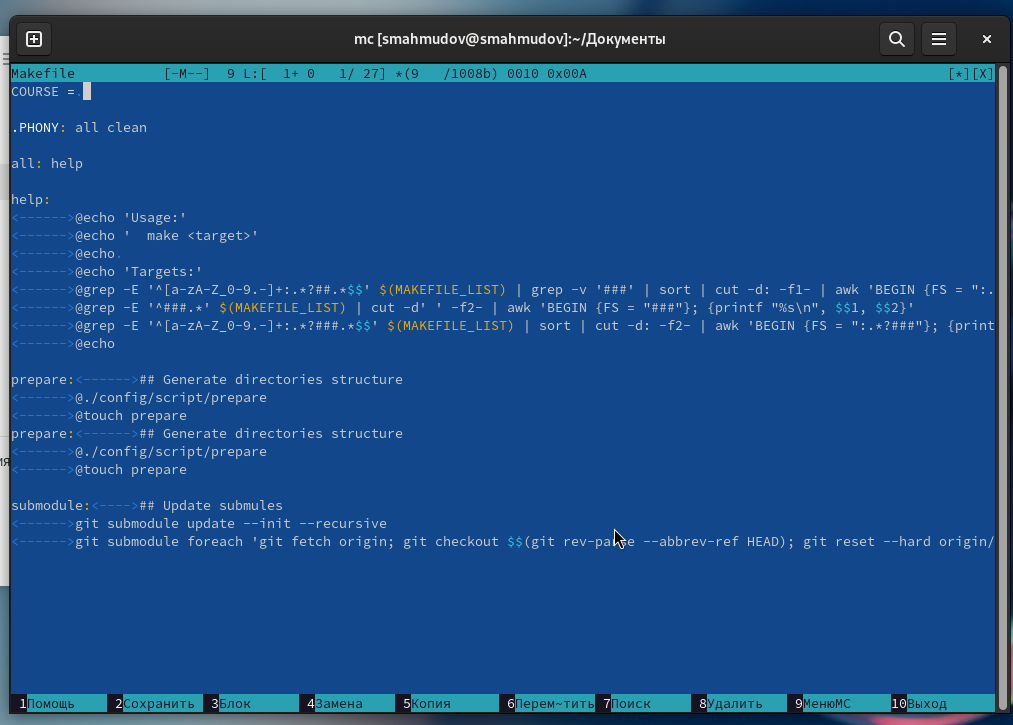 mc [smahmudov@smahmudov]:~/Документы
Makefile [-M--] 9 L:[ 1+ 0 1/ 27] *(9 /1008b) 0010 0x00A [*][X]
COURSE =.
.PHONY: all clean
all: help
help:
<------>@echo 'Usage:'
<------>@echo '  make <target>'
<------>@echo.
<------>@echo 'Targets:'
<------>@grep -E '^[a-zA-Z_0-9.-]+:.*?##.*$$' $(MAKEFILE_LIST) | grep -v '###' | sort | cut -d: -f1- | awk 'BEGIN {FS = ":.
<------>@grep -E '^###.*' $(MAKEFILE_LIST) | cut -d' ' -f2- | awk 'BEGIN {FS = "###"}; {printf "%s\n", $$1, $$2}'
<------>@grep -E '^[a-zA-Z_0-9.-]+:.*?###.*$$' $(MAKEFILE_LIST) | sort | cut -d: -f2- | awk 'BEGIN {FS = ":.*?###"}; {print
<------>@echo
prepare:<------>## Generate directories structure
<------>@./config/script/prepare
<------>@touch prepare
prepare:<------>## Generate directories structure
<------>@./config/script/prepare
<------>@touch prepare
submodule:<---->## Update submules
<------>git submodule update --init --recursive
<------>git submodule foreach 'git fetch origin; git checkout $$(git rev-parse --abbrev-ref HEAD); git reset --hard origin/
1Помощь 2Сохранить 3Блок 4Замена 5Копия 6Перем~тить 7Поиск 8Удалить 9МенюМС 10Выход